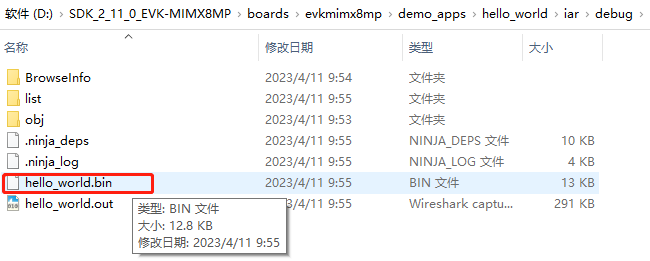 软件 (D:) > SDK_2_11_0_EVK-MIMX8MP > boards > evkmimx8mp > demo_apps > hello_world > iar > debug >
名称 修改日期 类型 大小
BrowseInfo 2023/4/11 9:54 文件夹
list 2023/4/11 9:55 文件夹
obj 2023/4/11 9:53 文件夹
.ninja_deps 2023/4/11 9:55 NINJA_DEPS 文件 10 KB
.ninja_log 2023/4/11 9:55 NINJA_LOG 文件 4 KB
hello_world.bin 2023/4/11 9:55 BIN 文件 13 KB
hello_world.out 2023/4/11 9:55 Wireshark captu... 291 KB
类型: BIN 文件
大小: 12.8 KB
修改日期: 2023/4/11 9:55